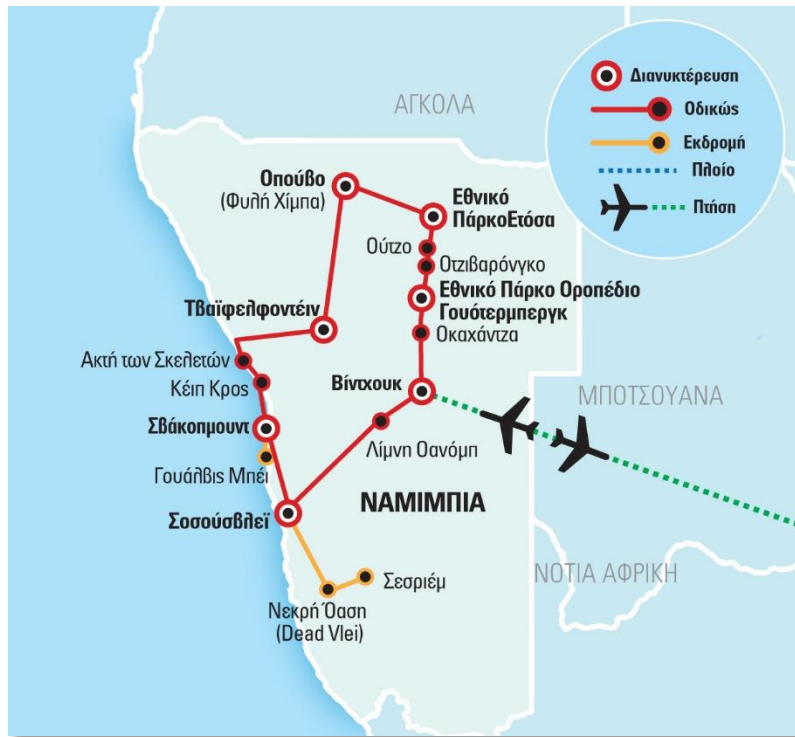 Διανυκτέρευση
Οδικώς
Εκδρομή
Πλοίο
Πτήση
ΑΓΚΟΛΑ
Οπούβο
(Φυλή Χίμπα)
Εθνικό
ΠάρκοΕτόσα
Ούτζο
Οτζιβαρόνγκο
Εθνικό Πάρκο Οροπέδιο
Γουότερμπεργκ
Τβαϊφελφοντέιν
Οκαχάντζα
Ακτή των Σκελετών
Κέιπ Κρος
Βίντχουκ
ΜΠΟΤΣΟΥΑΝΑ
Σβάκοπμουντ
Λίμνη Οανόμπ
Γουάλβις Μπέι
ΝΑΜΙΜΠΙΑ
Σοσούσβλεϊ
ΝΟΤΙΑ ΑΦΡΙΚΗ
Σεσριέμ
Νεκρή Όαση
(Dead Vlei)